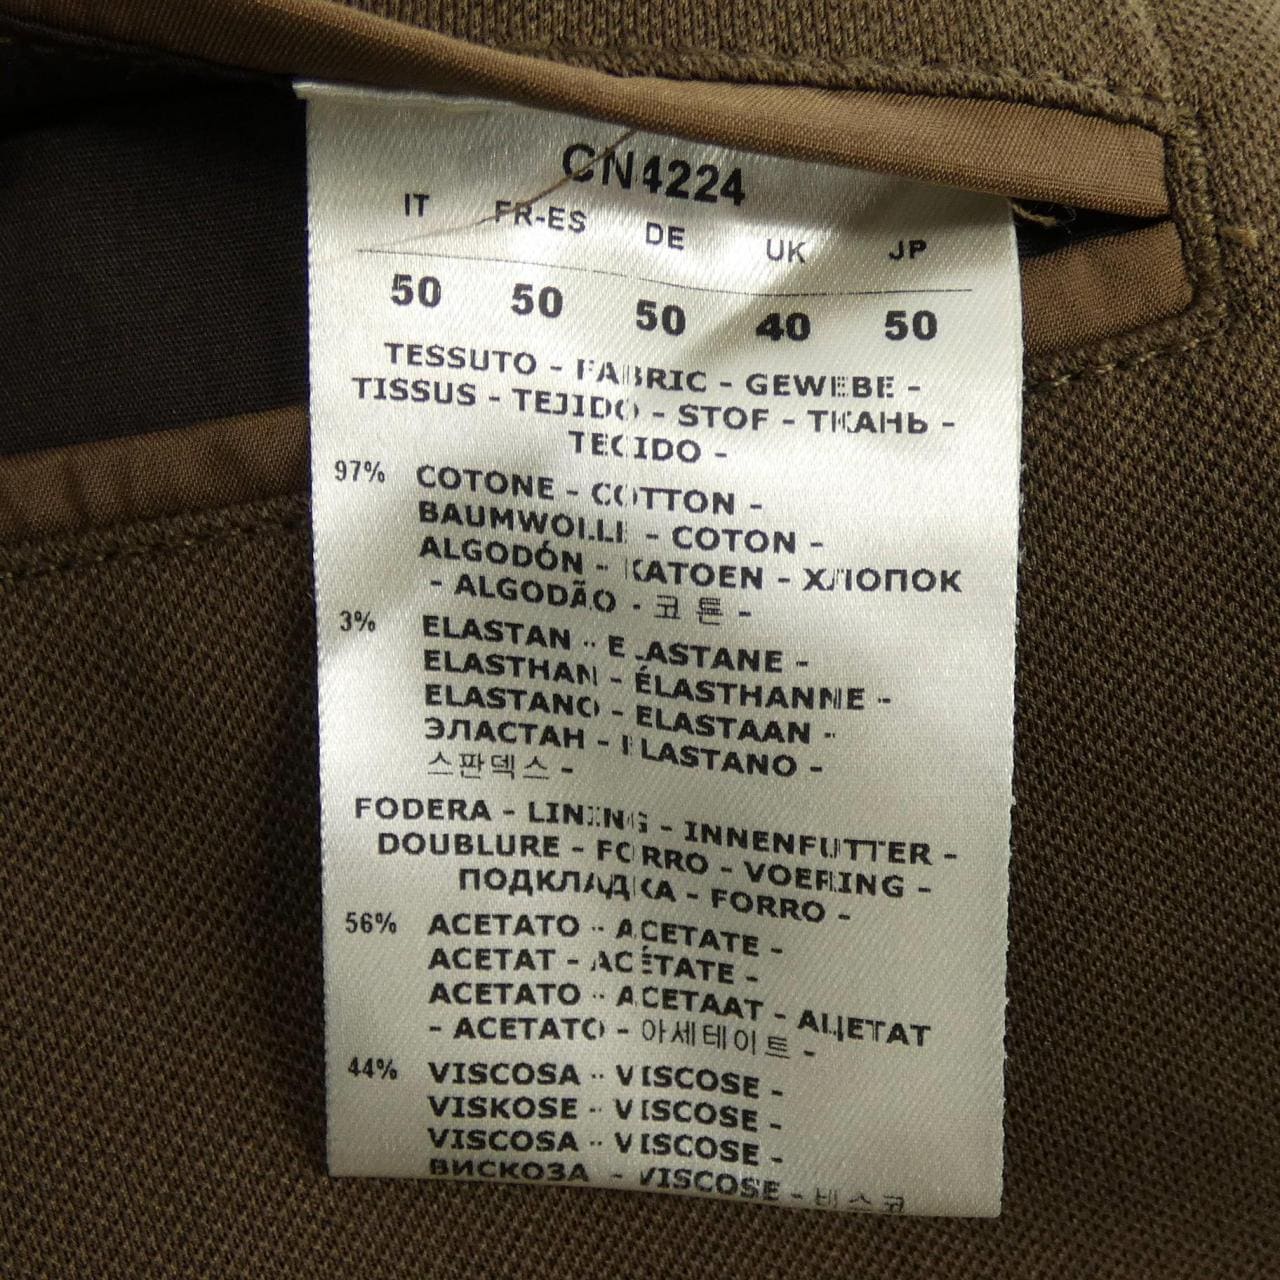 CN4224
IT FR-ES DE UK JP
50 50 50 40 50
TESSUTO - FABRIC - GEWEBE -
TISSUS - TEJIDO - STOF - ТКАНЬ -
TECIDO -
97% COTONE - COTTON -
BAUMWOLLE - COTON -
ALGODÓN - KATOEN - ХЛОПОК
- ALGODÃO - 코튼 -
3% ELASTAN - ELASTANE -
ELASTHAN - ÉLASTHANNE -
ELASTANO - ELASTAAN -
ЭЛАСТАН - ELASTANO -
스판덱스 -
FODERA - LINING - INNENFUTTER -
DOUBLURE - FORRO - VOERING -
ПОДКЛАДКА - FORRO -
56% ACETATO - ACETATE -
ACETAT - ACÉTATE -
ACETATO - ACETAAT - АЦЕТАТ
- ACETATO - 아세테이트 -
44% VISCOSA - VISCOSE -
VISKOSE - VISCOSE -
VISCOSA - VISCOSE -
ВИСКОЗА - VISCOSE - 비스코